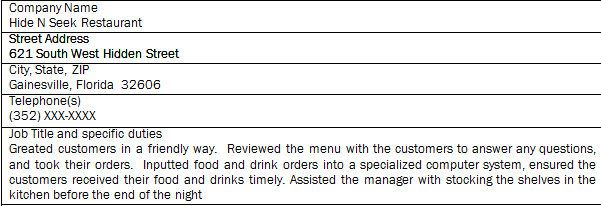 Company Name
Hide N Seek Restaurant
Street Address
621 South West Hidden Street
City, State, ZIP
Gainesville, Florida 32606
Telephone(s)
(352) XXX-XXXX
Job Title and specific duties
Greated customers in a friendly way. Reviewed the menu with the customers to answer any questions,
and took their orders. Inputted food and drink orders into a specialized computer system, ensured the
customers received their food and drinks timely. Assisted the manager with stocking the shelves in the
kitchen before the end of the night